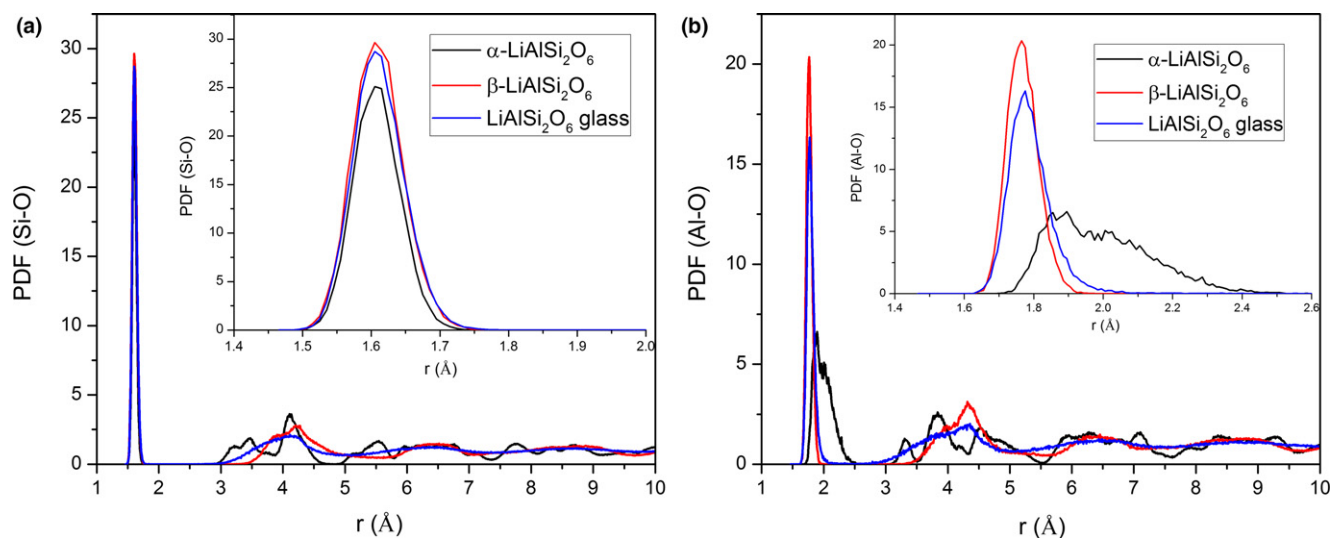 (a)
PDF (Si-O)
30
25
20
15
10
5
0
1 2 3 4 5 6 7 8 9 10
r (Å)
PDF (Si-O)
30
25
20
15
10
5
0
1.4 1.5 1.6 1.7 1.8 1.9 2.0
r (Å)
α-LiAlSi₂O₆
β-LiAlSi₂O₆
LiAlSi₂O₆ glass
(b)
PDF (Al-O)
20
15
10
5
0
1 2 3 4 5 6 7 8 9 10
r (Å)
PDF (Al-O)
20
15
10
5
0
1.4 1.6 1.8 2.0 2.2 2.4 2.6
r (Å)
α-LiAlSi₂O₆
β-LiAlSi₂O₆
LiAlSi₂O₆ glass